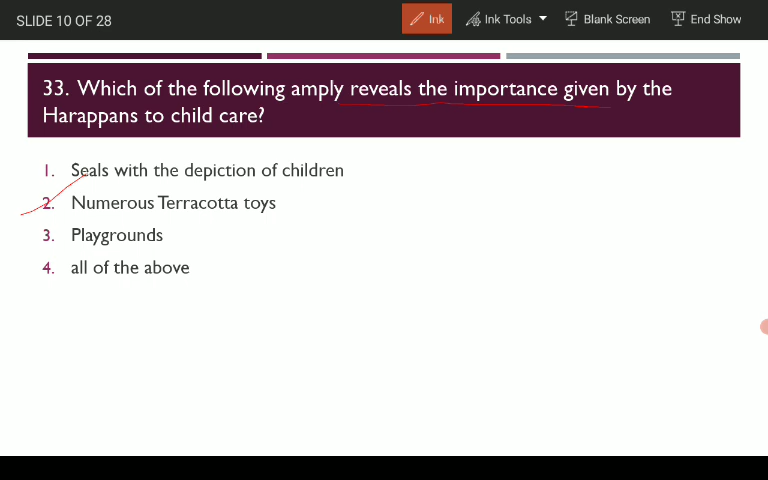 SLIDE 10 OF 28
Ink
Ink Tools
Blank Screen
End Show
33. Which of the following amply reveals the importance given by the
Harappans to child care?
1. Seals with the depiction of children
2. Numerous Terracotta toys
3. Playgrounds
4. all of the above